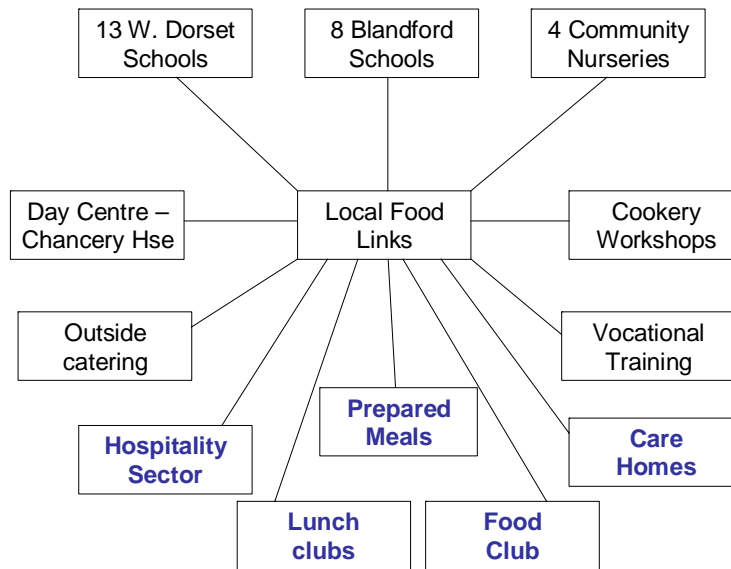 13 W. Dorset
Schools
8 Blandford
Schools
4 Community
Nurseries
Day Centre –
Chancery Hse
Local Food
Links
Cookery
Workshops
Outside
catering
Vocational
Training
Prepared
Meals
Hospitality
Sector
Care
Homes
Lunch
clubs
Food
Club